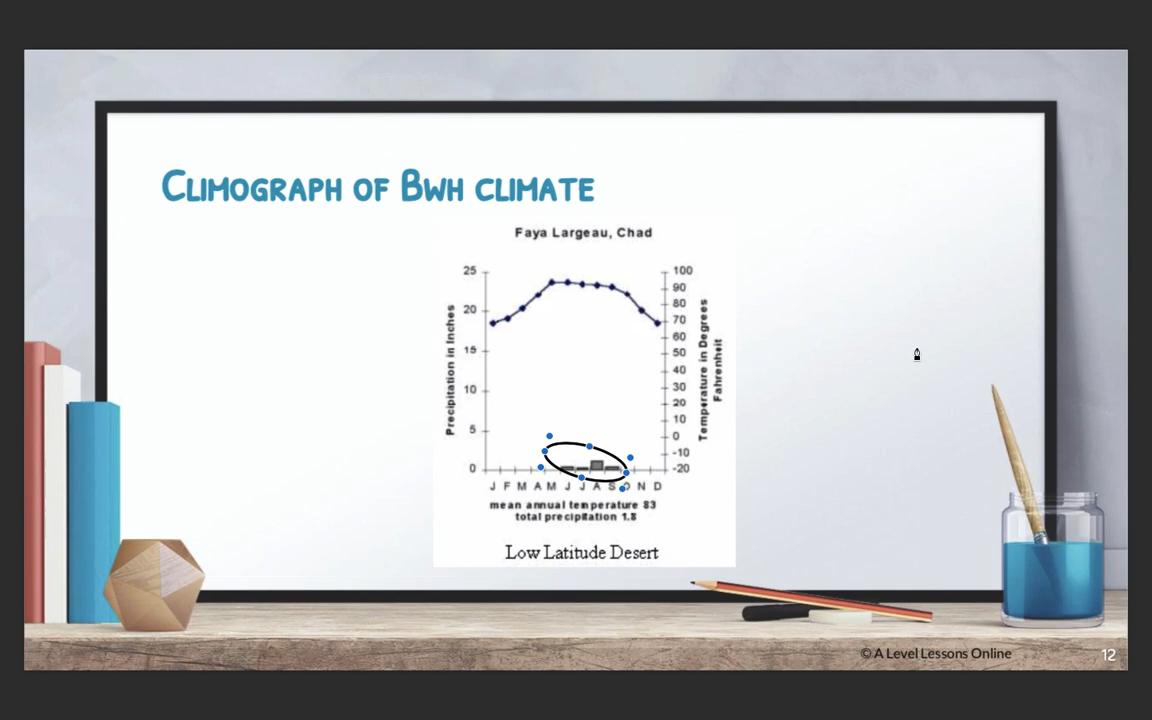 Climograph of Bwh climate
Faya Largeau, Chad
25
20
15
10
5
0
Precipitation in Inches
100
90
80
70
60
50
40
30
20
10
0
-10
-20
Temperature in Degrees
Fahrenheit
J F M A M J J A S O N D
mean annual temperature 83
total precipitation 1.8
Low Latitude Desert
© A Level Lessons Online
12